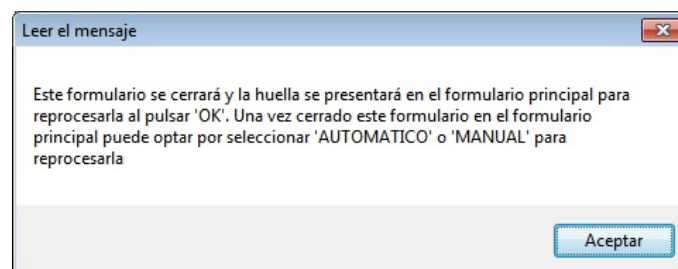 Leer el mensaje
Este formulario se cerrará y la huella se presentará en el formulario principal para
reprocesarla al pulsar 'OK'. Una vez cerrado este formulario en el formulario
principal puede optar por seleccionar 'AUTOMATICO' o 'MANUAL' para
reprocesarla
Aceptar